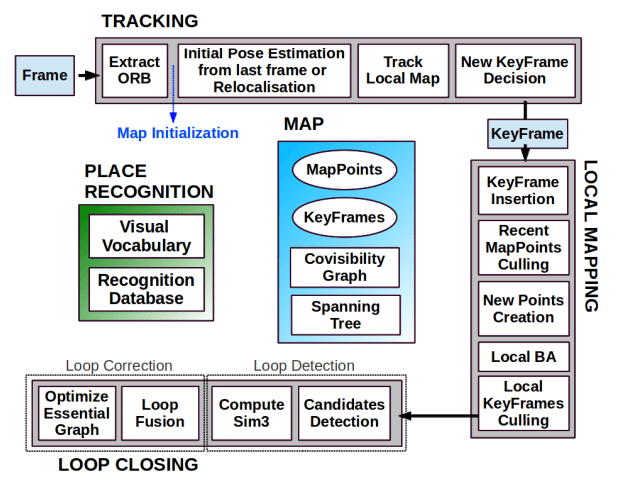 TRACKING
Frame
Extract
ORB
Initial Pose Estimation
from last frame or
Relocalisation
Track
Local Map
New KeyFrame
Decision
Map Initialization
KeyFrame
MAP
MapPoints
KeyFrames
Covisibility
Graph
Spanning
Tree
PLACE
RECOGNITION
Visual
Vocabulary
Recognition
Database
LOCAL MAPPING
KeyFrame
Insertion
Recent
MapPoints
Culling
New Points
Creation
Local BA
Local
KeyFrames
Culling
Loop Correction
Loop Detection
Optimize
Essential
Graph
Loop
Fusion
Compute
Sim3
Candidates
Detection
LOOP CLOSING